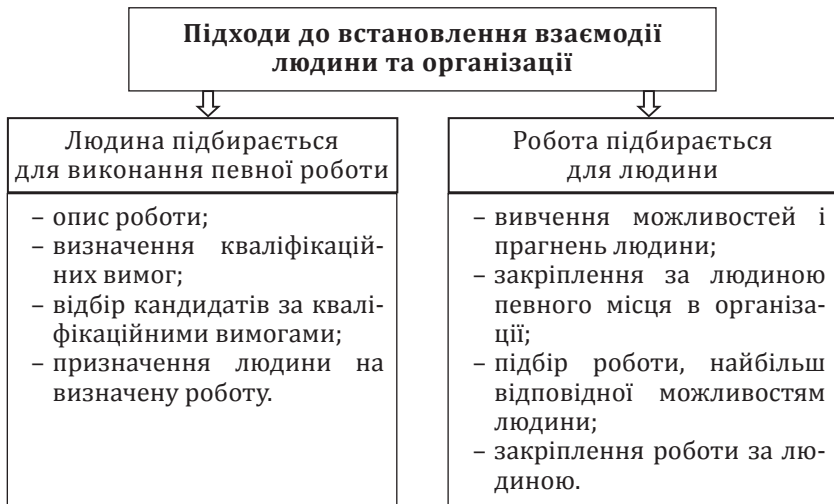 Підходи до встановлення взаємодії
людини та організації
Людина підбирається
для виконання певної роботи
– опис роботи;
– визначення кваліфікацій-
них вимог;
– відбір кандидатів за квалі-
фікаційними вимогами;
– призначення людини на
визначену роботу.
Робота підбирається
для людини
– вивчення можливостей і
прагнень людини;
– закріплення за людиною
певного місця в організа-
ції;
– підбір роботи, найбільш
відповідної можливостям
людини;
– закріплення роботи за лю-
диною.